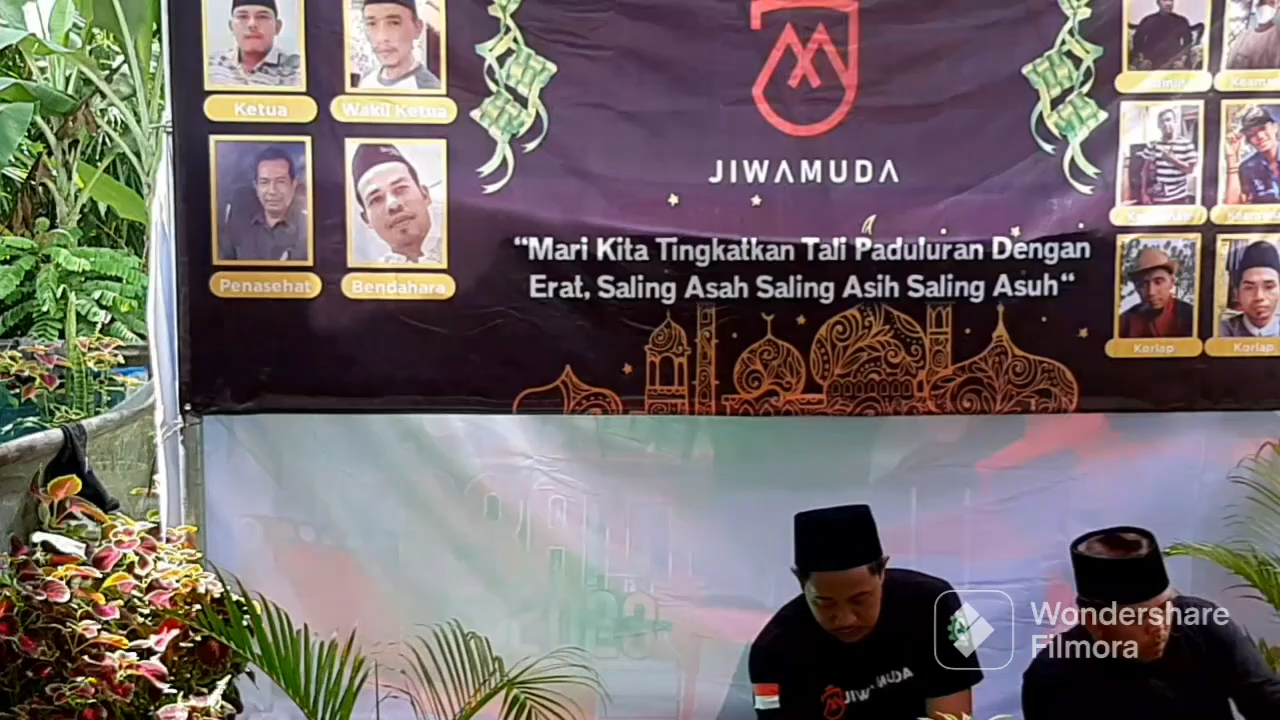 Ketua
Wakil Ketua
Penasehat
Bendahara
JIWAMUDA
“Mari Kita Tingkatkan Tali Paduluran Dengan
Erat, Saling Asah Saling Asih Saling Asuh“
Korlap
Korlap
JIWAMUDA
Wondershare
Filmora